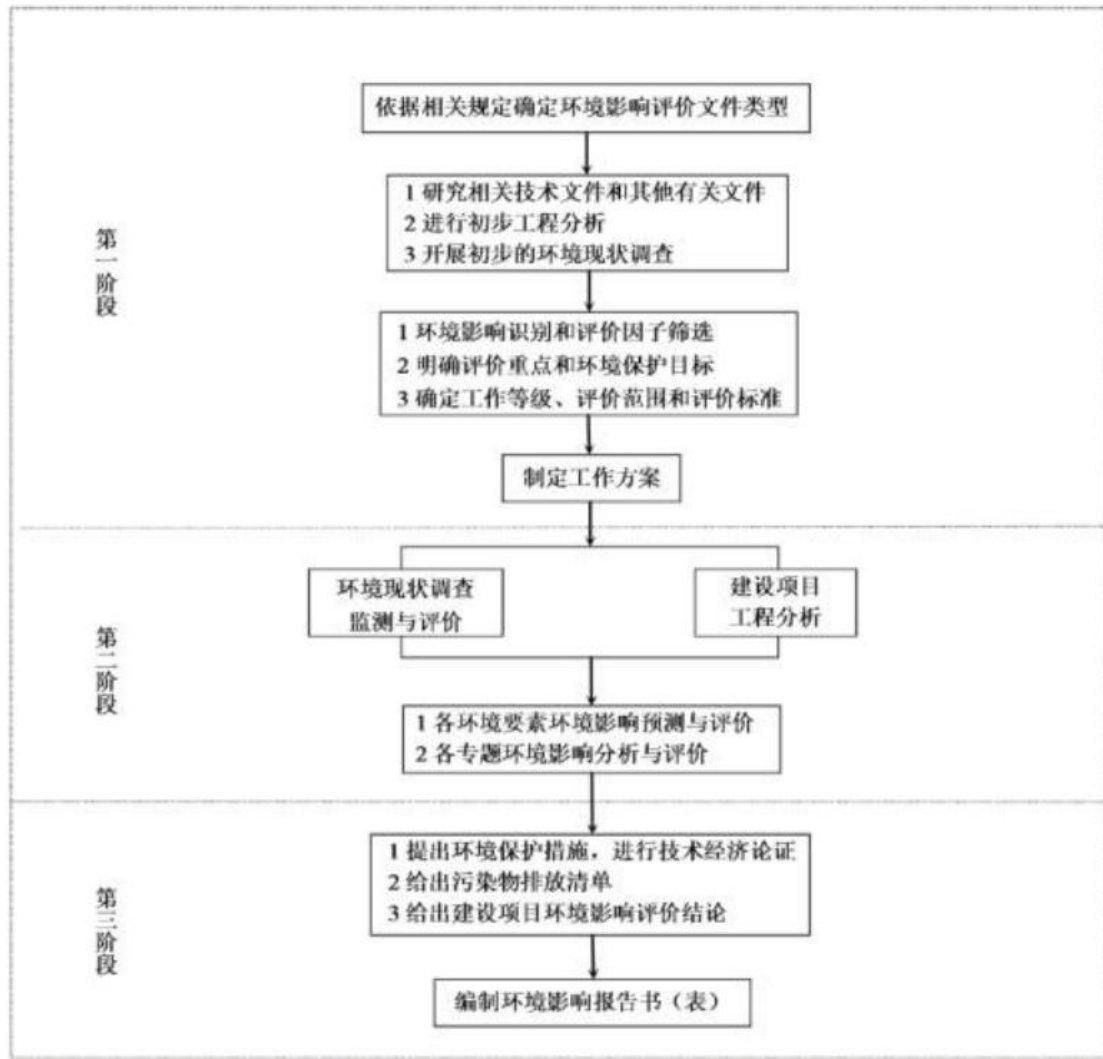 依据相关规定确定环境影响评价文件类型
1 研究相关技术文件和其他有关文件
2 进行初步工程分析
3 开展初步的环境现状调查
第一阶段
1 环境影响识别和评价因子筛选
2 明确评价重点和环境保护目标
3 确定工作等级、评价范围和评价标准
制定工作方案
环境现状调查
监测与评价
建设项目
工程分析
第二阶段
1 各环境要素环境影响预测与评价
2 各专题环境影响分析与评价
1 提出环境保护措施，进行技术经济论证
2 给出污染物排放清单
3 给出建设项目环境影响评价结论
第三阶段
编制环境影响报告书（表）